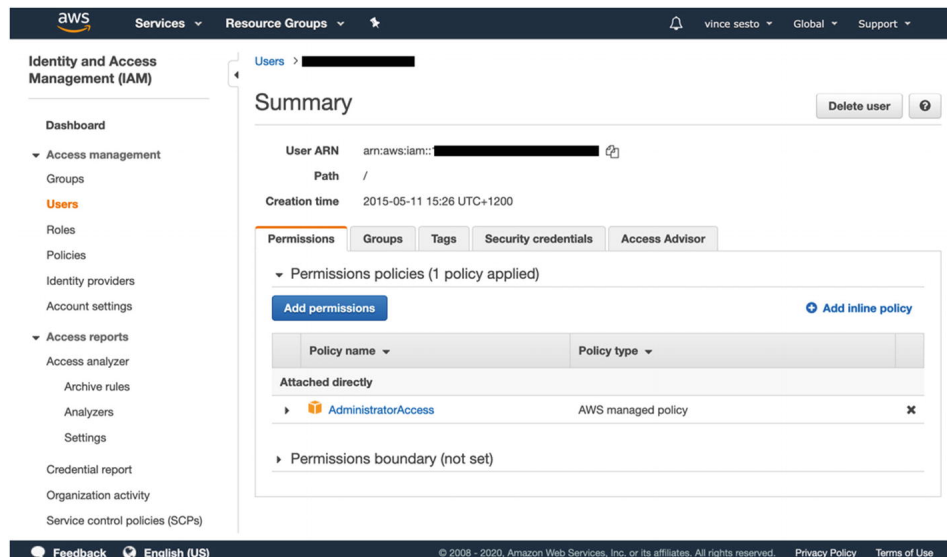 aws Services Resource Groups vince sesto Global Support
Identity and Access
Management (IAM)
Dashboard
Access management
Groups
Users
Roles
Policies
Identity providers
Account settings
Access reports
Access analyzer
Archive rules
Analyzers
Settings
Credential report
Organization activity
Service control policies (SCPs)
Users >
Summary
Delete user ?
User ARN arn:aws:iam::
Path /
Creation time 2015-05-11 15:26 UTC+1200
Permissions Groups Tags Security credentials Access Advisor
Permissions policies (1 policy applied)
Add permissions Add inline policy
Policy name Policy type
Attached directly
AdministratorAccess AWS managed policy
Permissions boundary (not set)
Feedback English (US) © 2008 - 2020, Amazon Web Services, Inc. or its affiliates. All rights reserved. Privacy Policy Terms of Use